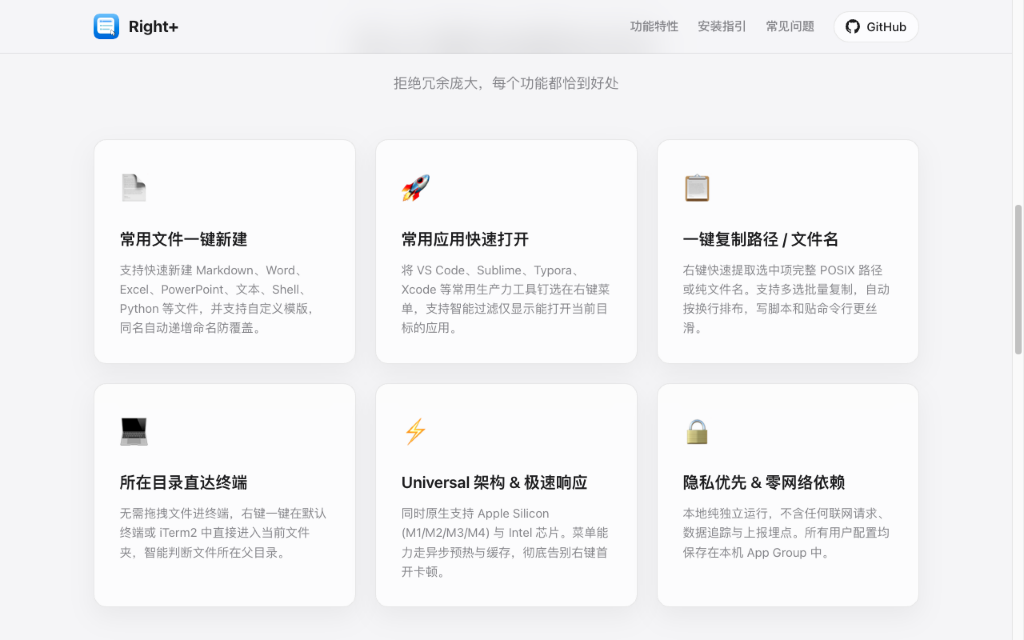 Right+
功能特性
安装指引
常见问题
GitHub
拒绝冗余庞大，每个功能都恰到好处
常用文件一键新建
支持快速新建 Markdown、Word、
Excel、PowerPoint、文本、Shell、
Python 等文件，并支持自定义模版，
同名自动递增命名防覆盖。
常用应用快速打开
将 VS Code、Sublime、Typora、
Xcode 等常用生产力工具钉选在右键菜
单，支持智能过滤仅显示能打开当前目
标的应用。
一键复制路径 / 文件名
右键快速提取选中项完整 POSIX 路径
或纯文件名。支持多选批量复制，自动
按换行排布，写脚本和贴命令行更丝
滑。
所在目录直达终端
无需拖拽文件进终端，右键一键在默认
终端或 iTerm2 中直接进入当前文件
夹，智能判断文件所在父目录。
Universal 架构 & 极速响应
同时原生支持 Apple Silicon
(M1/M2/M3/M4) 与 Intel 芯片。菜单能
力走异步预热与缓存，彻底告别右键首
开卡顿。
隐私优先 & 零网络依赖
本地纯独立运行，不含任何联网请求、
数据追踪与上报埋点。所有用户配置均
保存在本机 App Group 中。